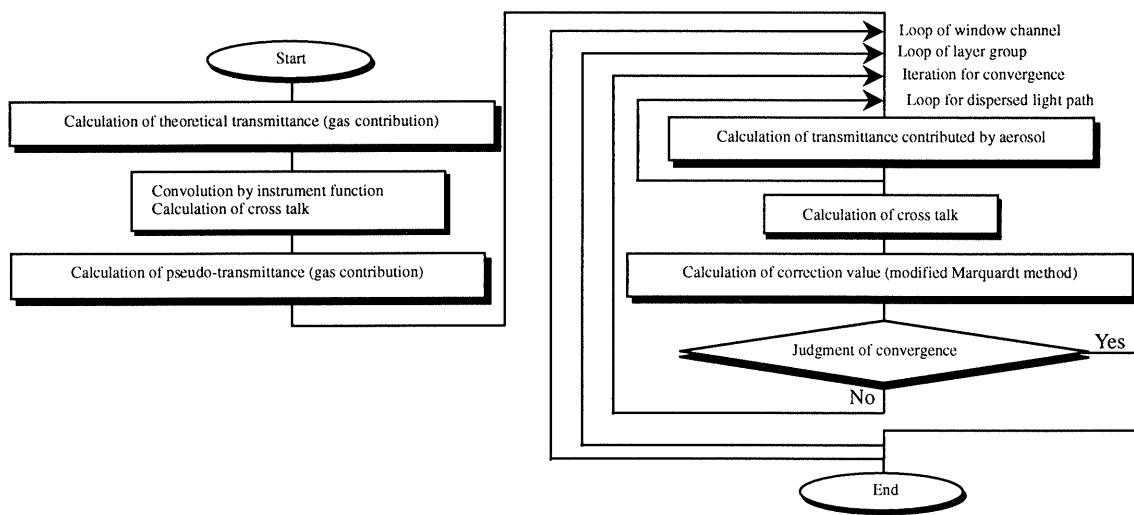 Start
Calculation of theoretical transmittance (gas contribution)
Convolution by instrument function
Calculation of cross talk
Calculation of pseudo-transmittance (gas contribution)
Loop of window channel
Loop of layer group
Iteration for convergence
Loop for dispersed light path
Calculation of transmittance contributed by aerosol
Calculation of cross talk
Calculation of correction value (modified Marquardt method)
Judgment of convergence
Yes
No
End